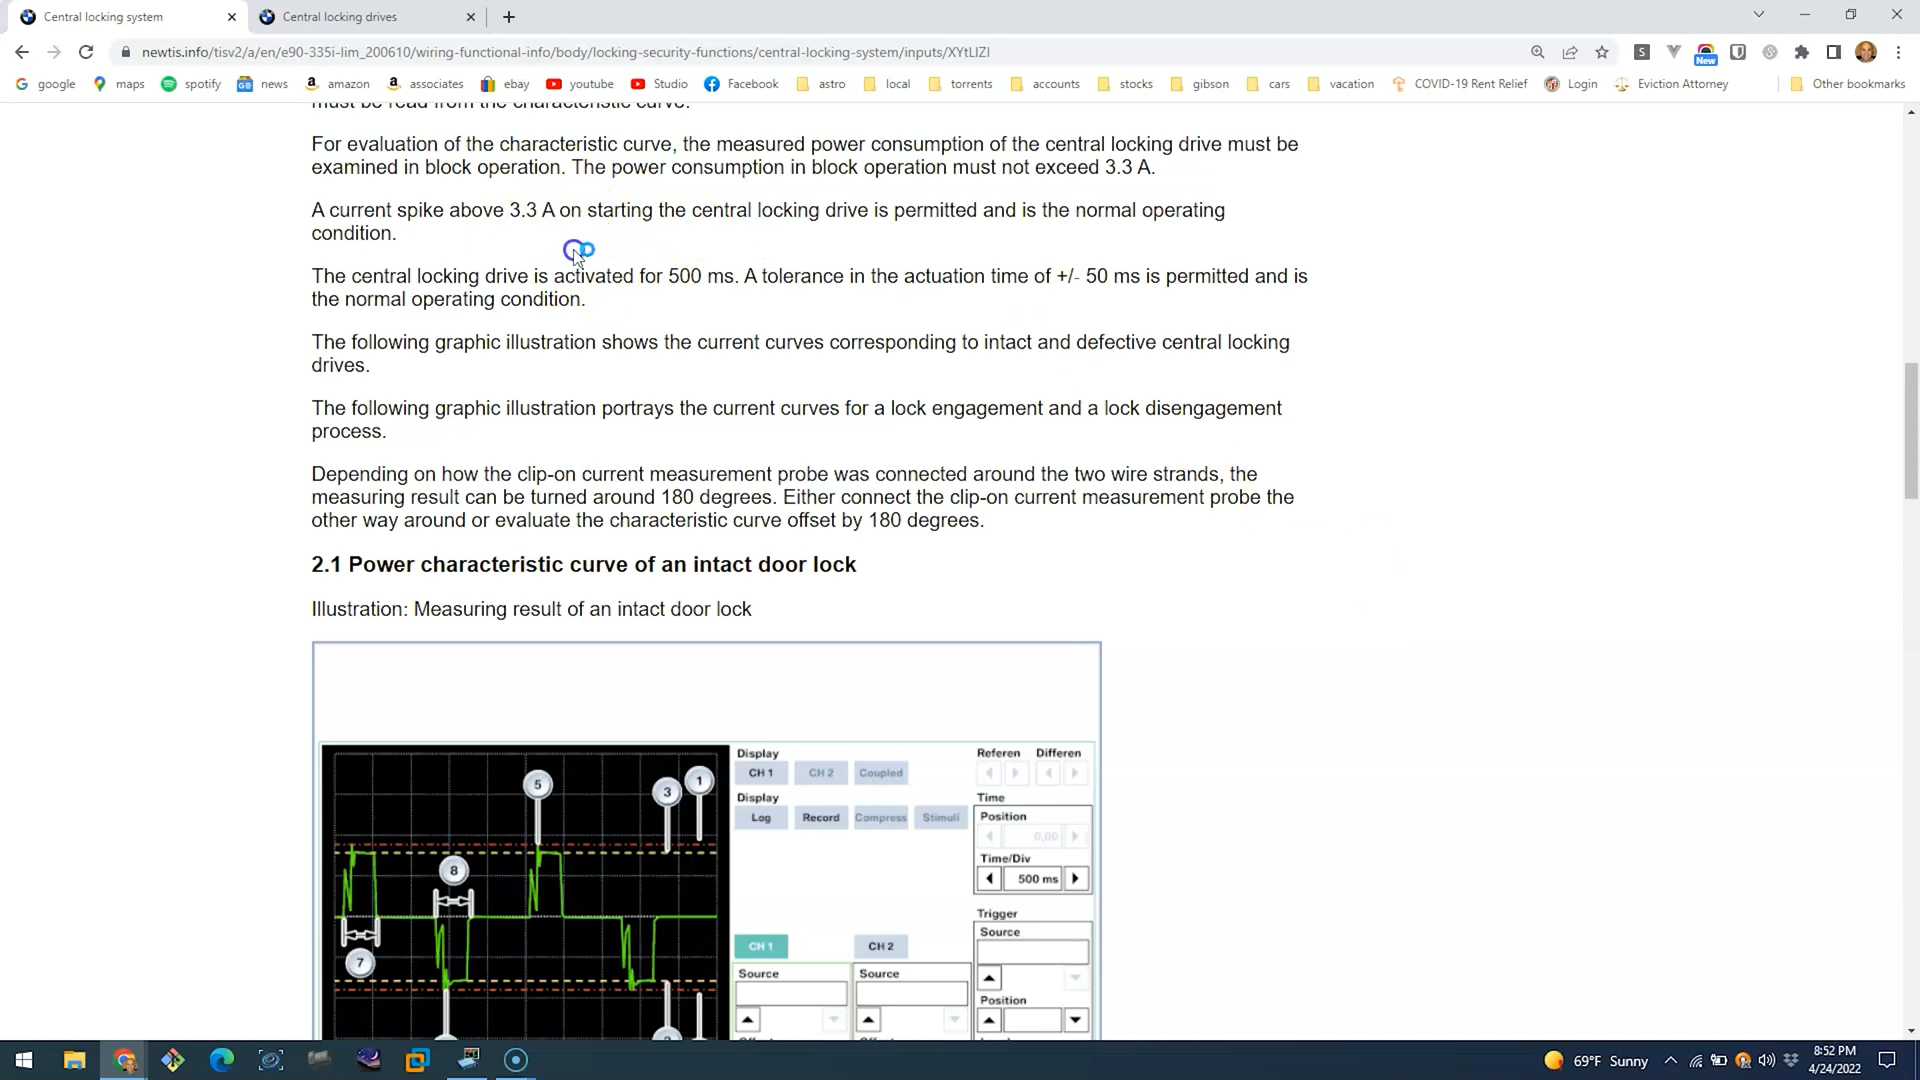 Central locking system
Central locking drives
newtis.info/tisv2/a/en/e90-335i-lim_200610/wiring-functional-info/body/locking-security-functions/central-locking-system/inputs/XYtLIZI
New
google maps spotify news amazon associates ebay youtube Studio Facebook astro local torrents accounts stocks gibson cars vacation COVID-19 Rent Relief Login Eviction Attorney Other bookmarks
must be read from the characteristic curve.
For evaluation of the characteristic curve, the measured power consumption of the central locking drive must be
examined in block operation. The power consumption in block operation must not exceed 3.3 A.
A current spike above 3.3 A on starting the central locking drive is permitted and is the normal operating
condition.
The central locking drive is activated for 500 ms. A tolerance in the actuation time of +/- 50 ms is permitted and is
the normal operating condition.
The following graphic illustration shows the current curves corresponding to intact and defective central locking
drives.
The following graphic illustration portrays the current curves for a lock engagement and a lock disengagement
process.
Depending on how the clip-on current measurement probe was connected around the two wire strands, the
measuring result can be turned around 180 degrees. Either connect the clip-on current measurement probe the
other way around or evaluate the characteristic curve offset by 180 degrees.
2.1 Power characteristic curve of an intact door lock
Illustration: Measuring result of an intact door lock
Display Referen Differen
CH 1 CH 2 Coupled
5 3 1
Display Time
Log Record Compress Stimuli Position
0,00
Time/Div
8 500 ms
Trigger
Source
CH 1 CH 2
7 Source Source
Position
69°F Sunny
8:52 PM
4/24/2022